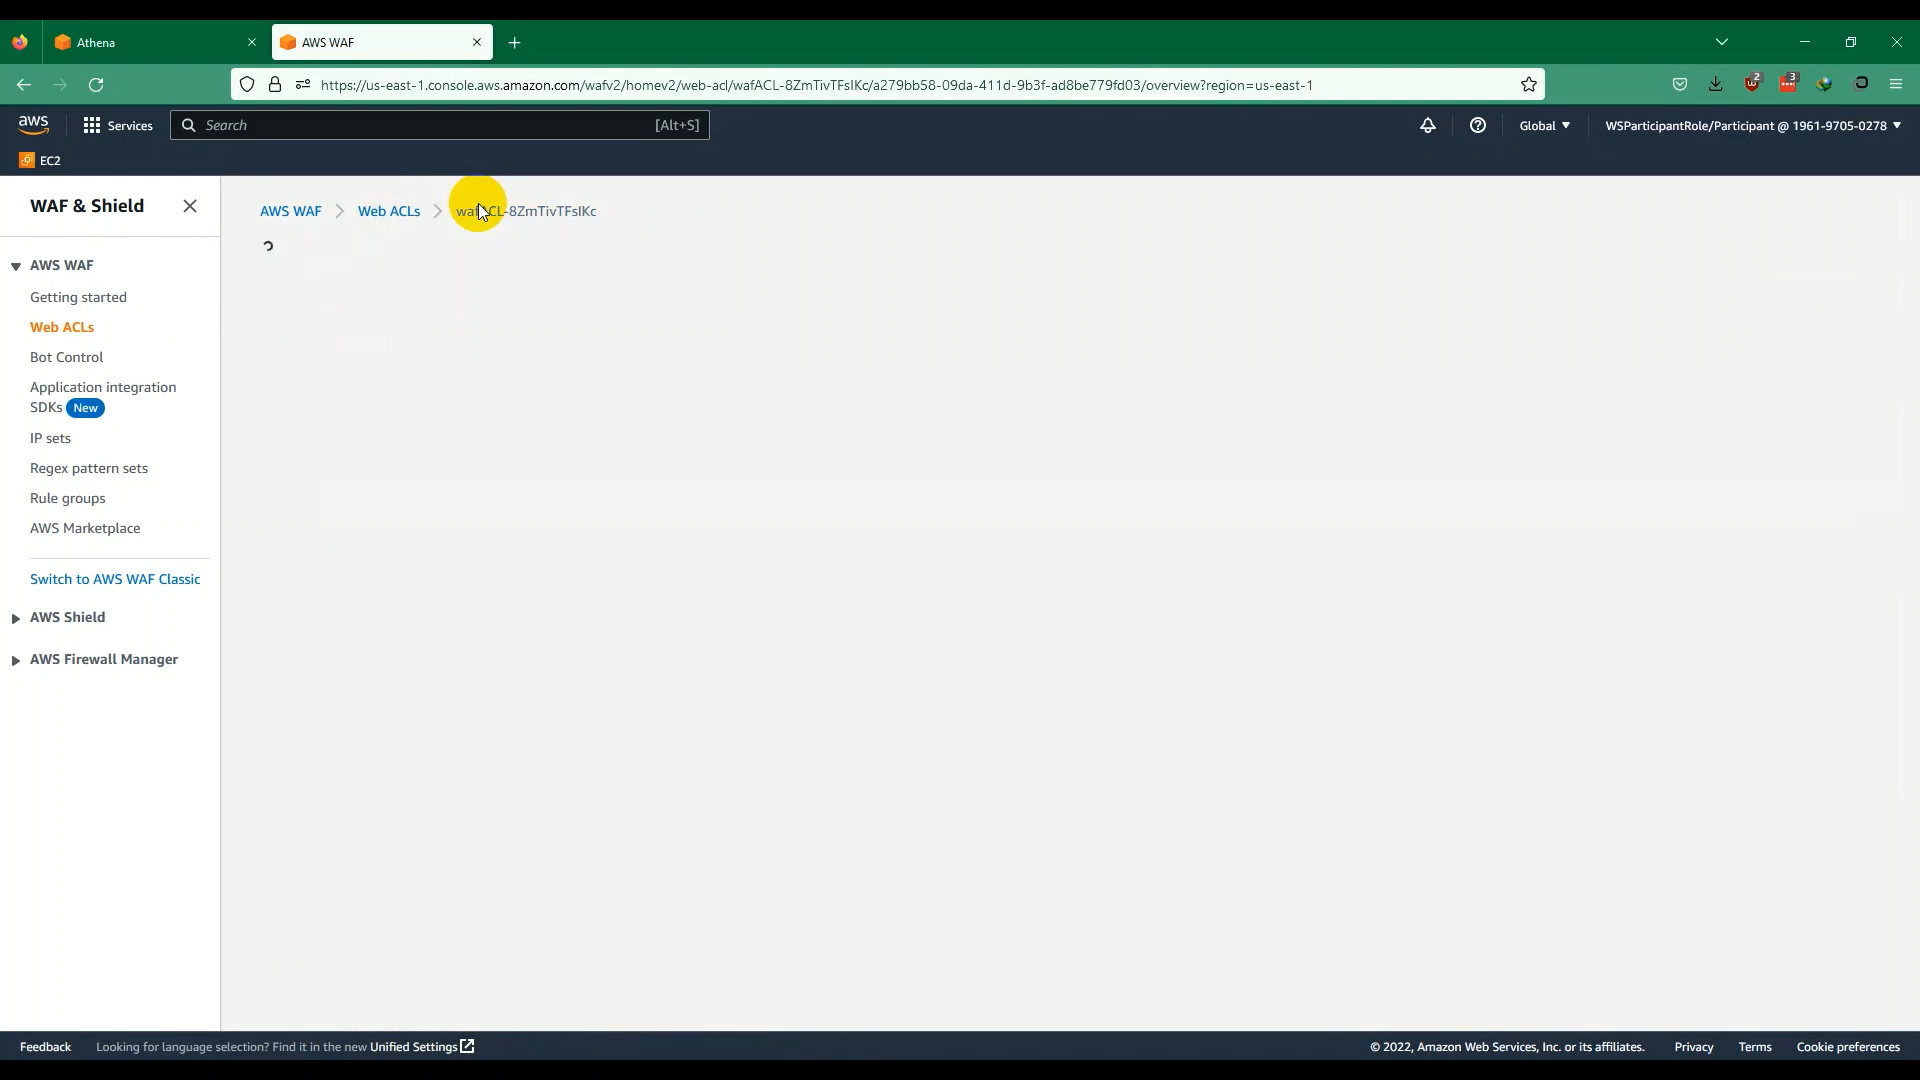 Athena
AWS WAF
https://us-east-1.console.aws.amazon.com/wafv2/homev2/web-acl/wafACL-8ZmTivTFsIKc/a279bb58-09da-411d-9b3f-ad8be779fd03/overview?region=us-east-1
2
3
aws
Services
Search
[Alt+S]
Global
WSParticipantRole/Participant @ 1961-9705-0278
EC2
WAF & Shield
AWS WAF
Getting started
Web ACLs
Bot Control
Application integration
SDKs New
IP sets
Regex pattern sets
Rule groups
AWS Marketplace
Switch to AWS WAF Classic
AWS Shield
AWS Firewall Manager
AWS WAF
Web ACLs
wafACL-8ZmTivTFsIKc
Feedback
Looking for language selection? Find it in the new Unified Settings
© 2022, Amazon Web Services, Inc. or its affiliates.
Privacy
Terms
Cookie preferences